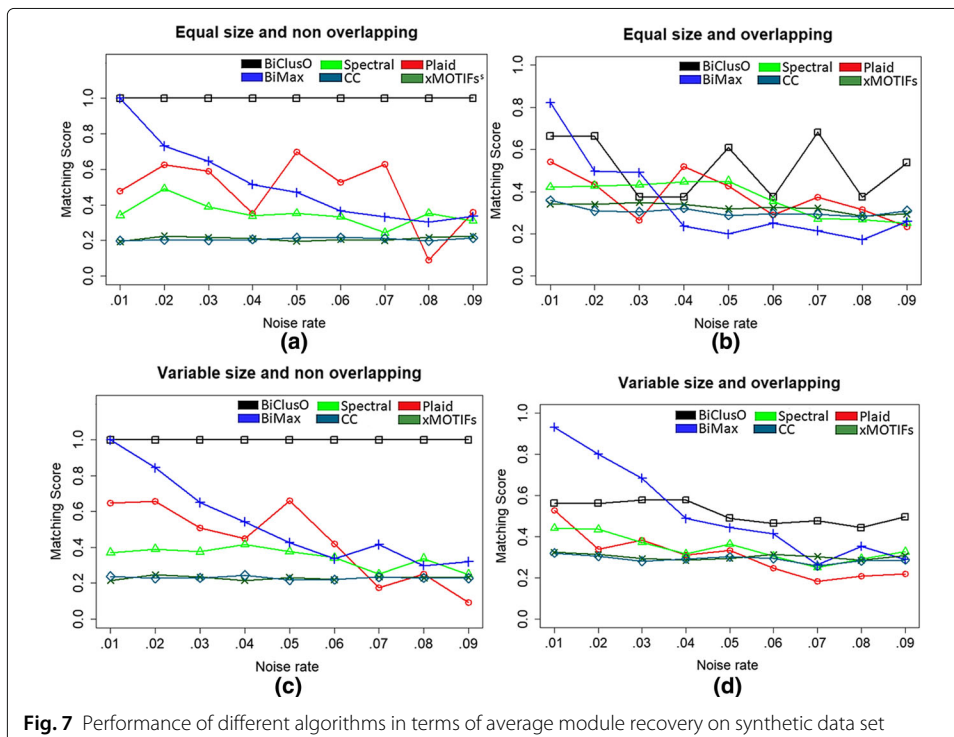 Equal size and non overlapping
BiClusO Spectral Plaid
BiMax CC xMOTIFsˢ
Matching Score
0.0 0.2 0.4 0.6 0.8 1.0
.01 .02 .03 .04 .05 .06 .07 .08 .09
Noise rate
(a)
Equal size and overlapping
BiClusO Spectral Plaid
BiMax CC xMOTIFs
Matching Score
0.0 0.2 0.4 0.6 0.8 1.0
.01 .02 .03 .04 .05 .06 .07 .08 .09
Noise rate
(b)
Variable size and non overlapping
BiClusO Spectral Plaid
BiMax CC xMOTIFs
Matching Score
0.0 0.2 0.4 0.6 0.8 1.0
.01 .02 .03 .04 .05 .06 .07 .08 .09
Noise rate
(c)
Variable size and overlapping
BiClusO Spectral Plaid
BiMax CC xMOTIFs
Matching Score
0.0 0.2 0.4 0.6 0.8 1.0
.01 .02 .03 .04 .05 .06 .07 .08 .09
Noise rate
(d)
Fig. 7 Performance of different algorithms in terms of average module recovery on synthetic data set